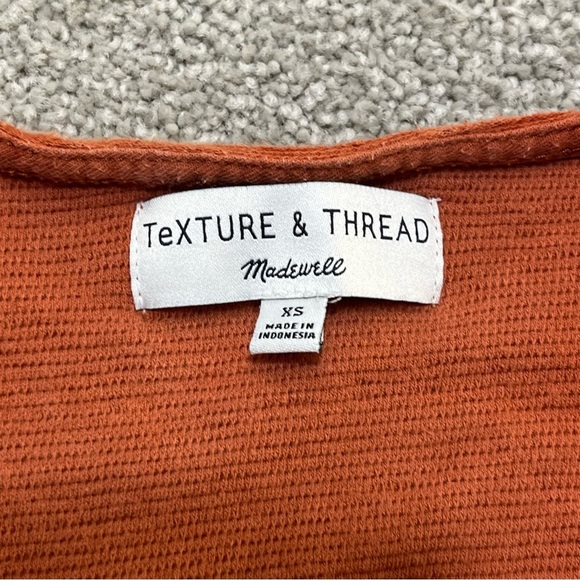 TeXTURE & THREAD
Madewell
XS
MADE IN
INDONESIA